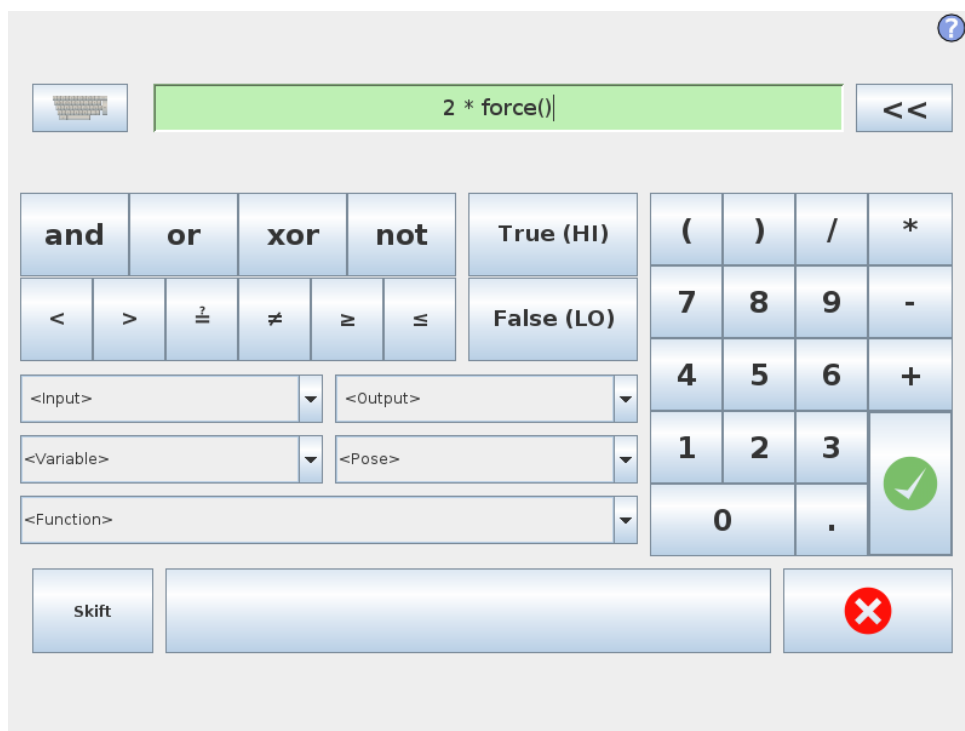 ?
2 * force()
<<
and or xor not True (HI) ( ) / *
< > ≟ ≠ ≥ ≤ False (LO) 7 8 9 -
<Input> <Output> 4 5 6 +
<Variable> <Pose> 1 2 3
<Function> 0 .
Skift